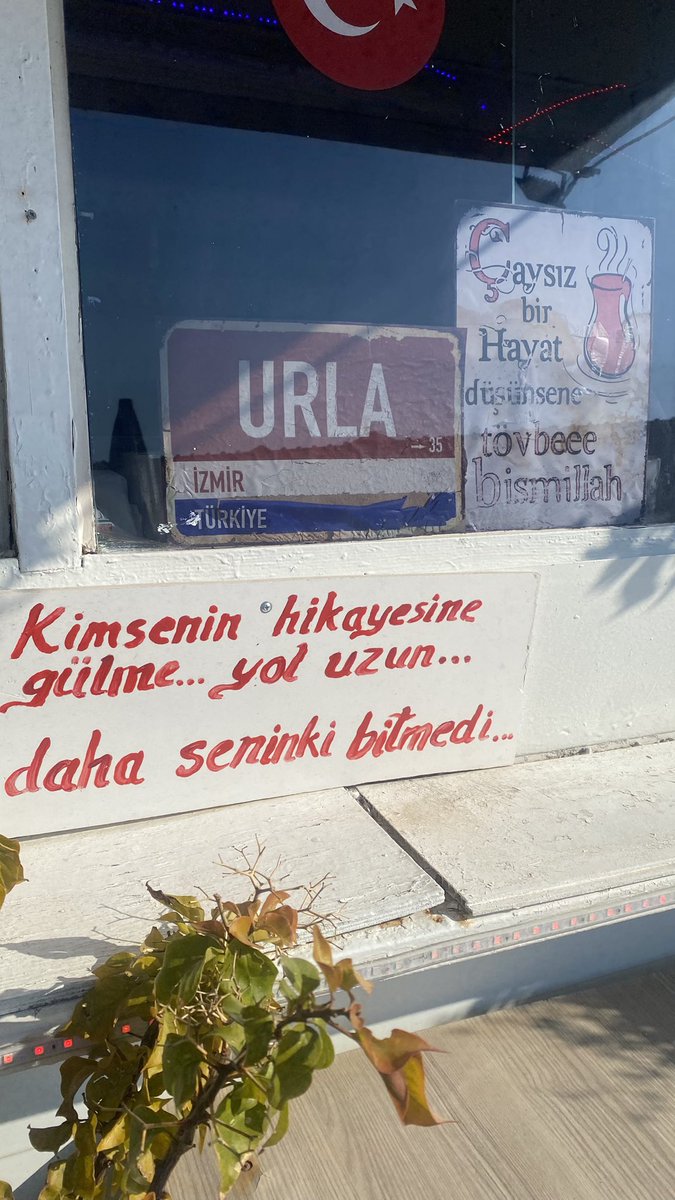 Çaysız
bir
Hayat
düşünsene
tövbeee
bismillah
URLA
→ 35
İZMİR
TÜRKİYE
Kimsenin hikayesine
gülme... yol uzun...
daha seninki bitmedi...